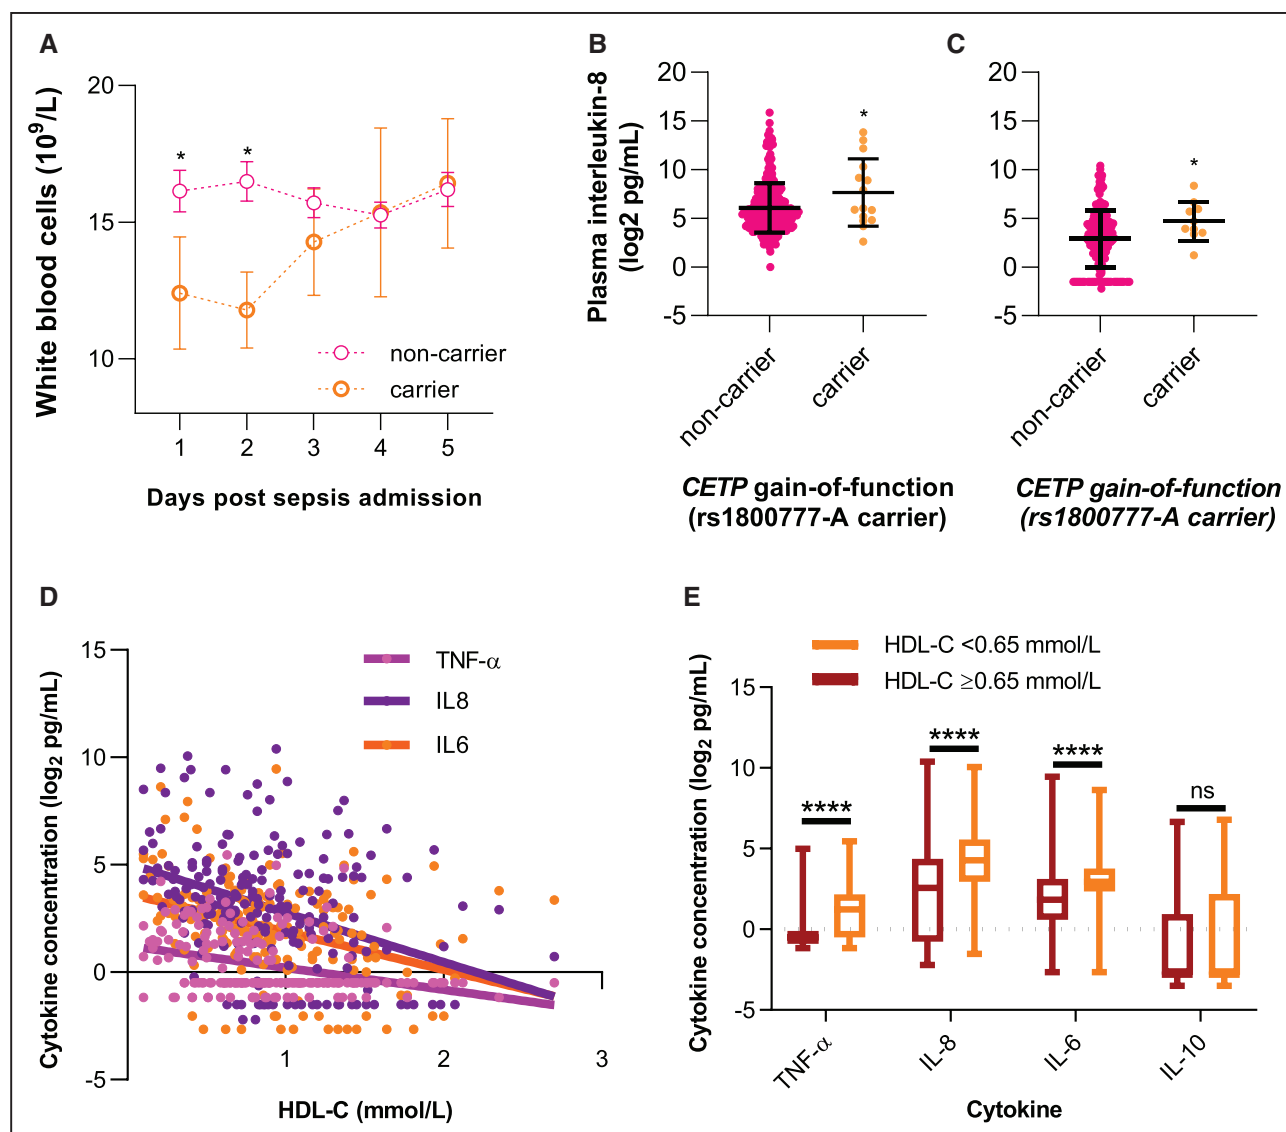 A
White blood cells (10⁹/L)
20
15
10
*
*
non-carrier
carrier
1 2 3 4 5
Days post sepsis admission
B
Plasma interleukin-8
(log2 pg/mL)
20
15
10
5
0
-5
*
non-carrier
carrier
CETP gain-of-function
(rs1800777-A carrier)
C
20
15
10
5
0
-5
*
non-carrier
carrier
CETP gain-of-function
(rs1800777-A carrier)
D
Cytokine concentration (log₂ pg/mL)
15
10
5
0
-5
TNF-α
IL8
IL6
1 2 3
HDL-C (mmol/L)
E
HDL-C <0.65 mmol/L
HDL-C ≥0.65 mmol/L
Cytokine concentration (log₂ pg/mL)
15
10
5
0
-5
****
****
****
ns
TNF-α
IL-8
IL-6
IL-10
Cytokine